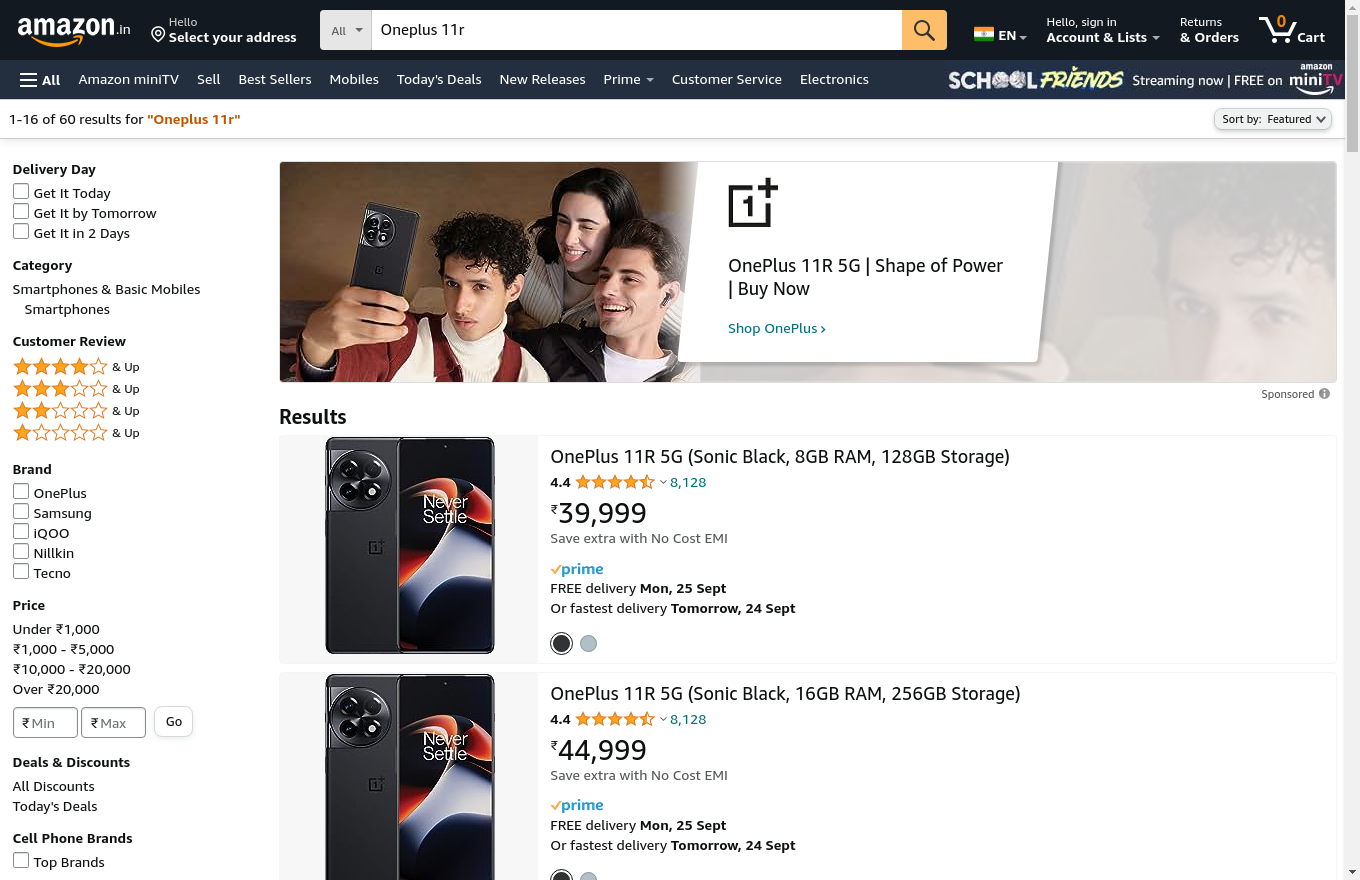 amazon.in
Hello
Select your address
All
Oneplus 11r
EN
Hello, sign in
Account & Lists
Returns
& Orders
0
Cart
All
Amazon miniTV
Sell
Best Sellers
Mobiles
Today's Deals
New Releases
Prime
Customer Service
Electronics
SCHOOL FRIENDS
Streaming now | FREE on
amazon
miniTV
1-16 of 60 results for "Oneplus 11r"
Sort by: Featured
Delivery Day
Get It Today
Get It by Tomorrow
Get It in 2 Days
Category
Smartphones & Basic Mobiles
Smartphones
Customer Review
& Up
& Up
& Up
& Up
Brand
OnePlus
Samsung
iQOO
Nillkin
Tecno
Price
Under ₹1,000
₹1,000 - ₹5,000
₹10,000 - ₹20,000
Over ₹20,000
₹ Min
₹ Max
Go
Deals & Discounts
All Discounts
Today's Deals
Cell Phone Brands
Top Brands
1+
OnePlus 11R 5G | Shape of Power
| Buy Now
Shop OnePlus ›
Sponsored
Results
Never
Settle
OnePlus 11R 5G (Sonic Black, 8GB RAM, 128GB Storage)
4.4 8,128
₹39,999
Save extra with No Cost EMI
prime
FREE delivery Mon, 25 Sept
Or fastest delivery Tomorrow, 24 Sept
Never
Settle
OnePlus 11R 5G (Sonic Black, 16GB RAM, 256GB Storage)
4.4 8,128
₹44,999
Save extra with No Cost EMI
prime
FREE delivery Mon, 25 Sept
Or fastest delivery Tomorrow, 24 Sept